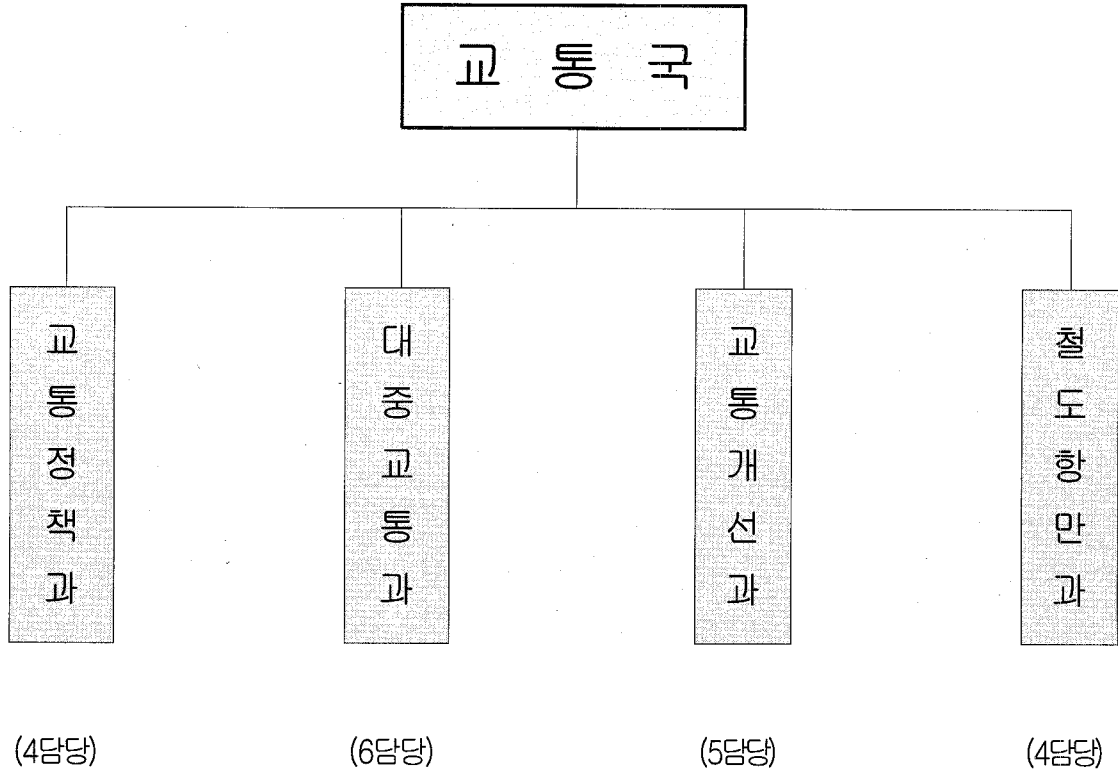 교 통 국
교통정책과
대중교통과
교통개선과
철도항만과
(4담당)
(6담당)
(5담당)
(4담당)